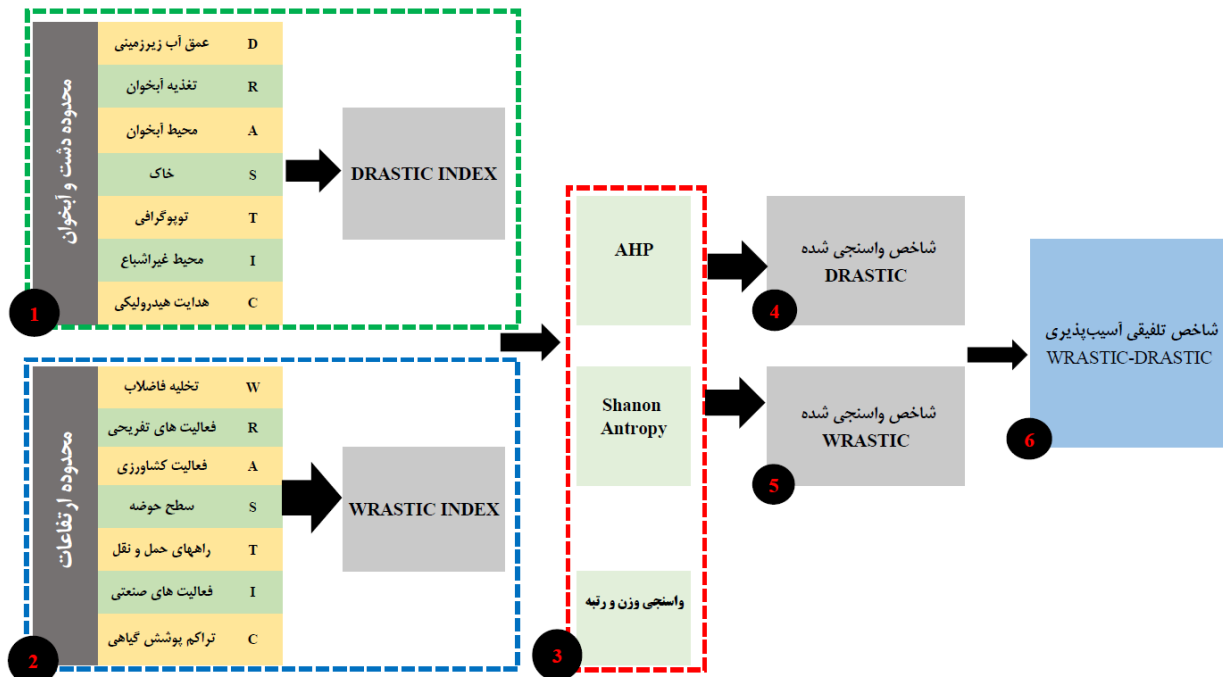 محدوده دشت و آبخوان
عمق آب زیرزمینی D
تغذیه آبخوان R
محیط آبخوان A
خاک S
توپوگرافی T
محیط غیراشباع I
هدایت هیدرولیکی C
DRASTIC INDEX
1
محدوده ارتفاعات
تخلیه فاضلاب W
فعالیت های تفریحی R
فعالیت کشاورزی A
سطح حوضه S
راههای حمل و نقل T
فعالیت های صنعتی I
تراکم پوشش گیاهی C
WRASTIC INDEX
2
AHP
Shanon
Antropy
واسنجی وزن و رتبه
3
شاخص واسنجی شده
DRASTIC
4
شاخص واسنجی شده
WRASTIC
5
شاخص تلفیقی آسیب‌پذیری
WRASTIC-DRASTIC
6